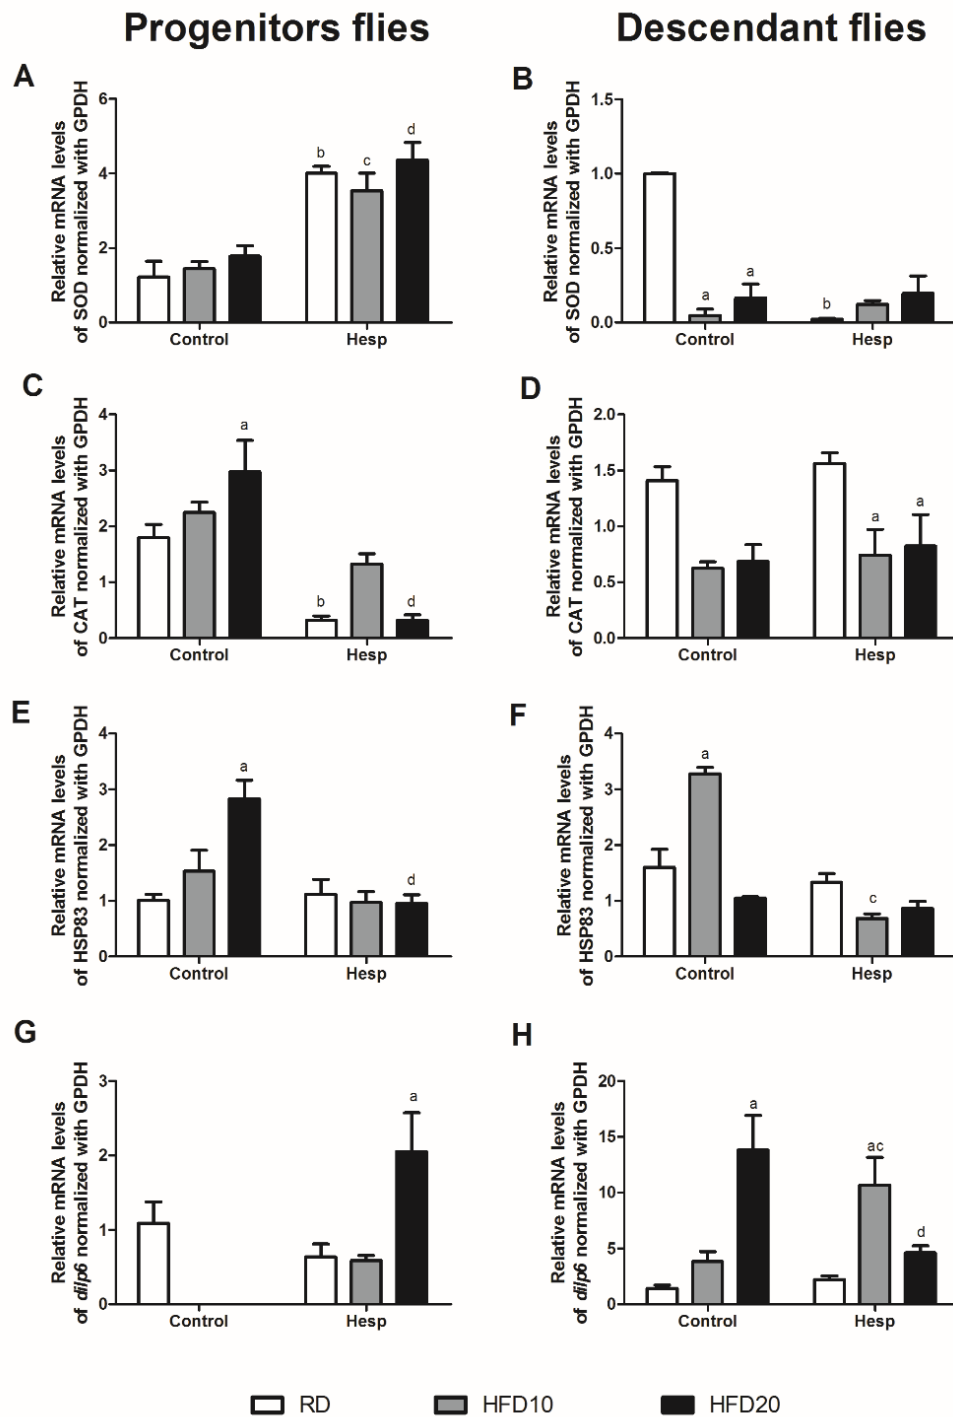 Progenitors flies
Descendant flies
A
Relative mRNA levels
of SOD normalized with GPDH
6
4
2
0
b
c
d
Control
Hesp
B
Relative mRNA levels
of SOD normalized with GPDH
1.5
1.0
0.5
0.0
a
a
b
Control
Hesp
C
Relative mRNA levels
of CAT normalized with GPDH
4
3
2
1
0
a
b
d
Control
Hesp
D
Relative mRNA levels
of CAT normalized with GPDH
2.0
1.5
1.0
0.5
0.0
a
a
Control
Hesp
E
Relative mRNA levels
of HSP83 normalized with GPDH
4
3
2
1
0
a
d
Control
Hesp
F
Relative mRNA levels
of HSP83 normalized with GPDH
4
3
2
1
0
a
c
Control
Hesp
G
Relative mRNA levels
of dilp6 normalized with GPDH
3
2
1
0
a
Control
Hesp
H
Relative mRNA levels
of dilp6 normalized with GPDH
20
15
10
5
0
a
ac
d
Control
Hesp
RD
HFD10
HFD20